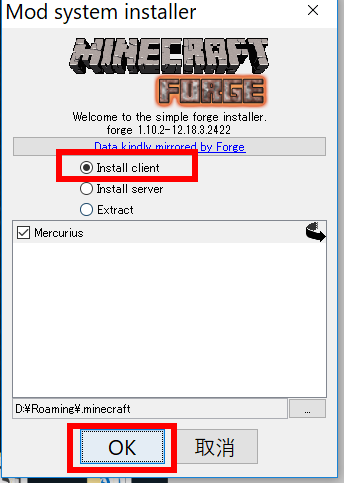 Mod system installer
MINECRAFT
FORGE
Welcome to the simple forge installer.
forge 1.10.2-12.18.3.2422
Data kindly mirrored by Forge
Install client
Install server
Extract
Mercurius
D:¥Roaming¥.minecraft
...
OK
取消